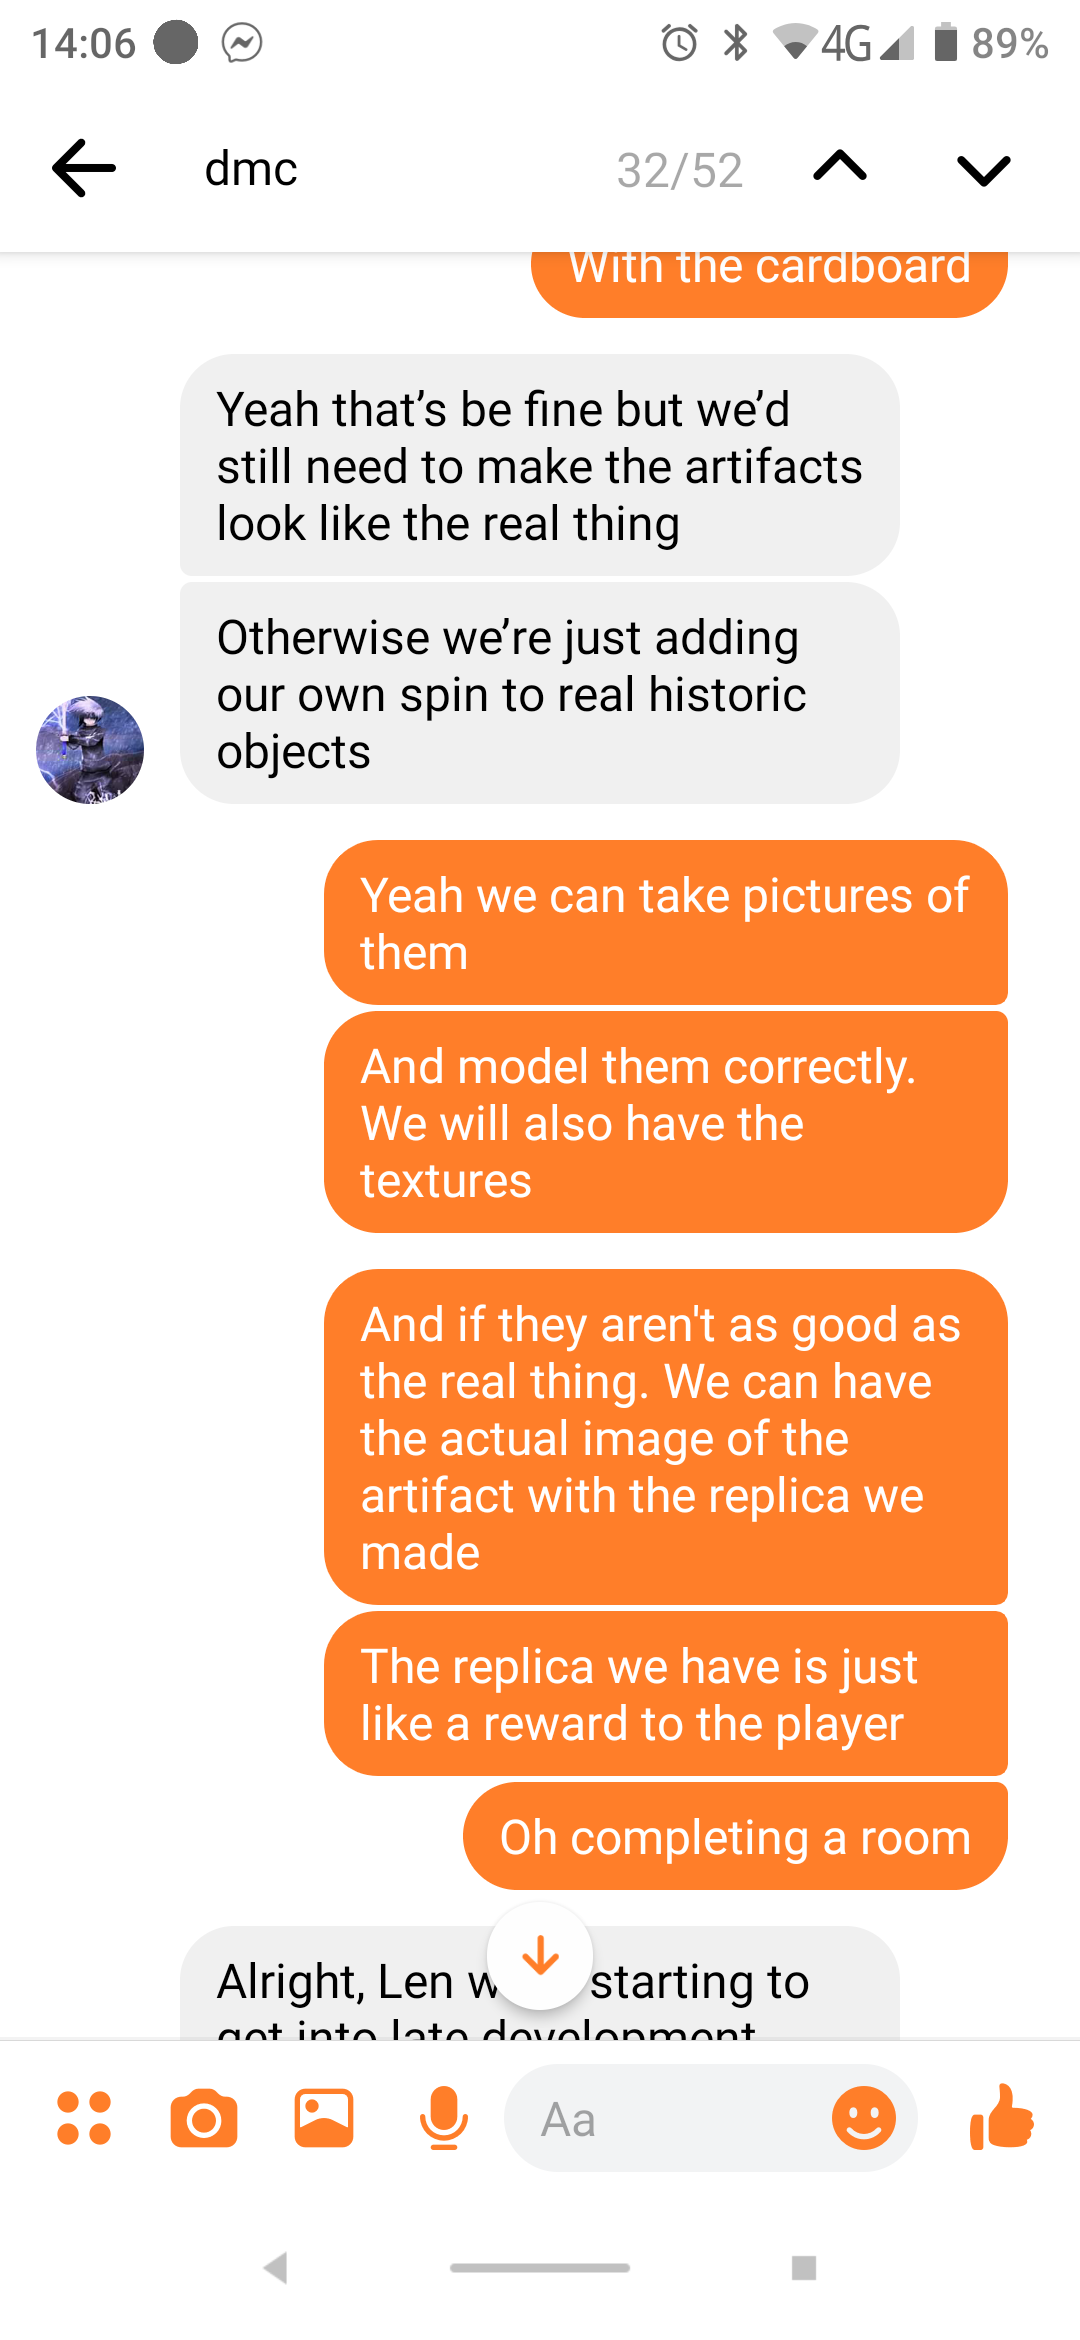 14:06 4G 89%
dmc 32/52
With the cardboard
Yeah that’s be fine but we’d
still need to make the artifacts
look like the real thing
Otherwise we’re just adding
our own spin to real historic
objects
Yeah we can take pictures of
them
And model them correctly.
We will also have the
textures
And if they aren't as good as
the real thing. We can have
the actual image of the
artifact with the replica we
made
The replica we have is just
like a reward to the player
Oh completing a room
Alright, Len starting to
get into late development
Aa